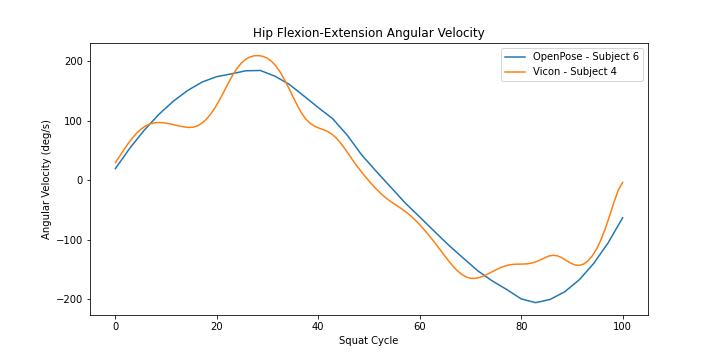 Hip Flexion-Extension Angular Velocity
OpenPose - Subject 6
Vicon - Subject 4
Angular Velocity (deg/s)
200
100
0
−100
−200
0 20 40 60 80 100
Squat Cycle